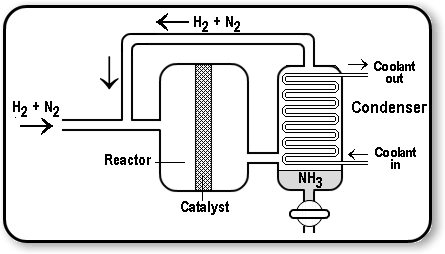 H2 + N2
Coolant
out
H2 + N2
Condenser
Reactor
Coolant
in
NH3
Catalyst